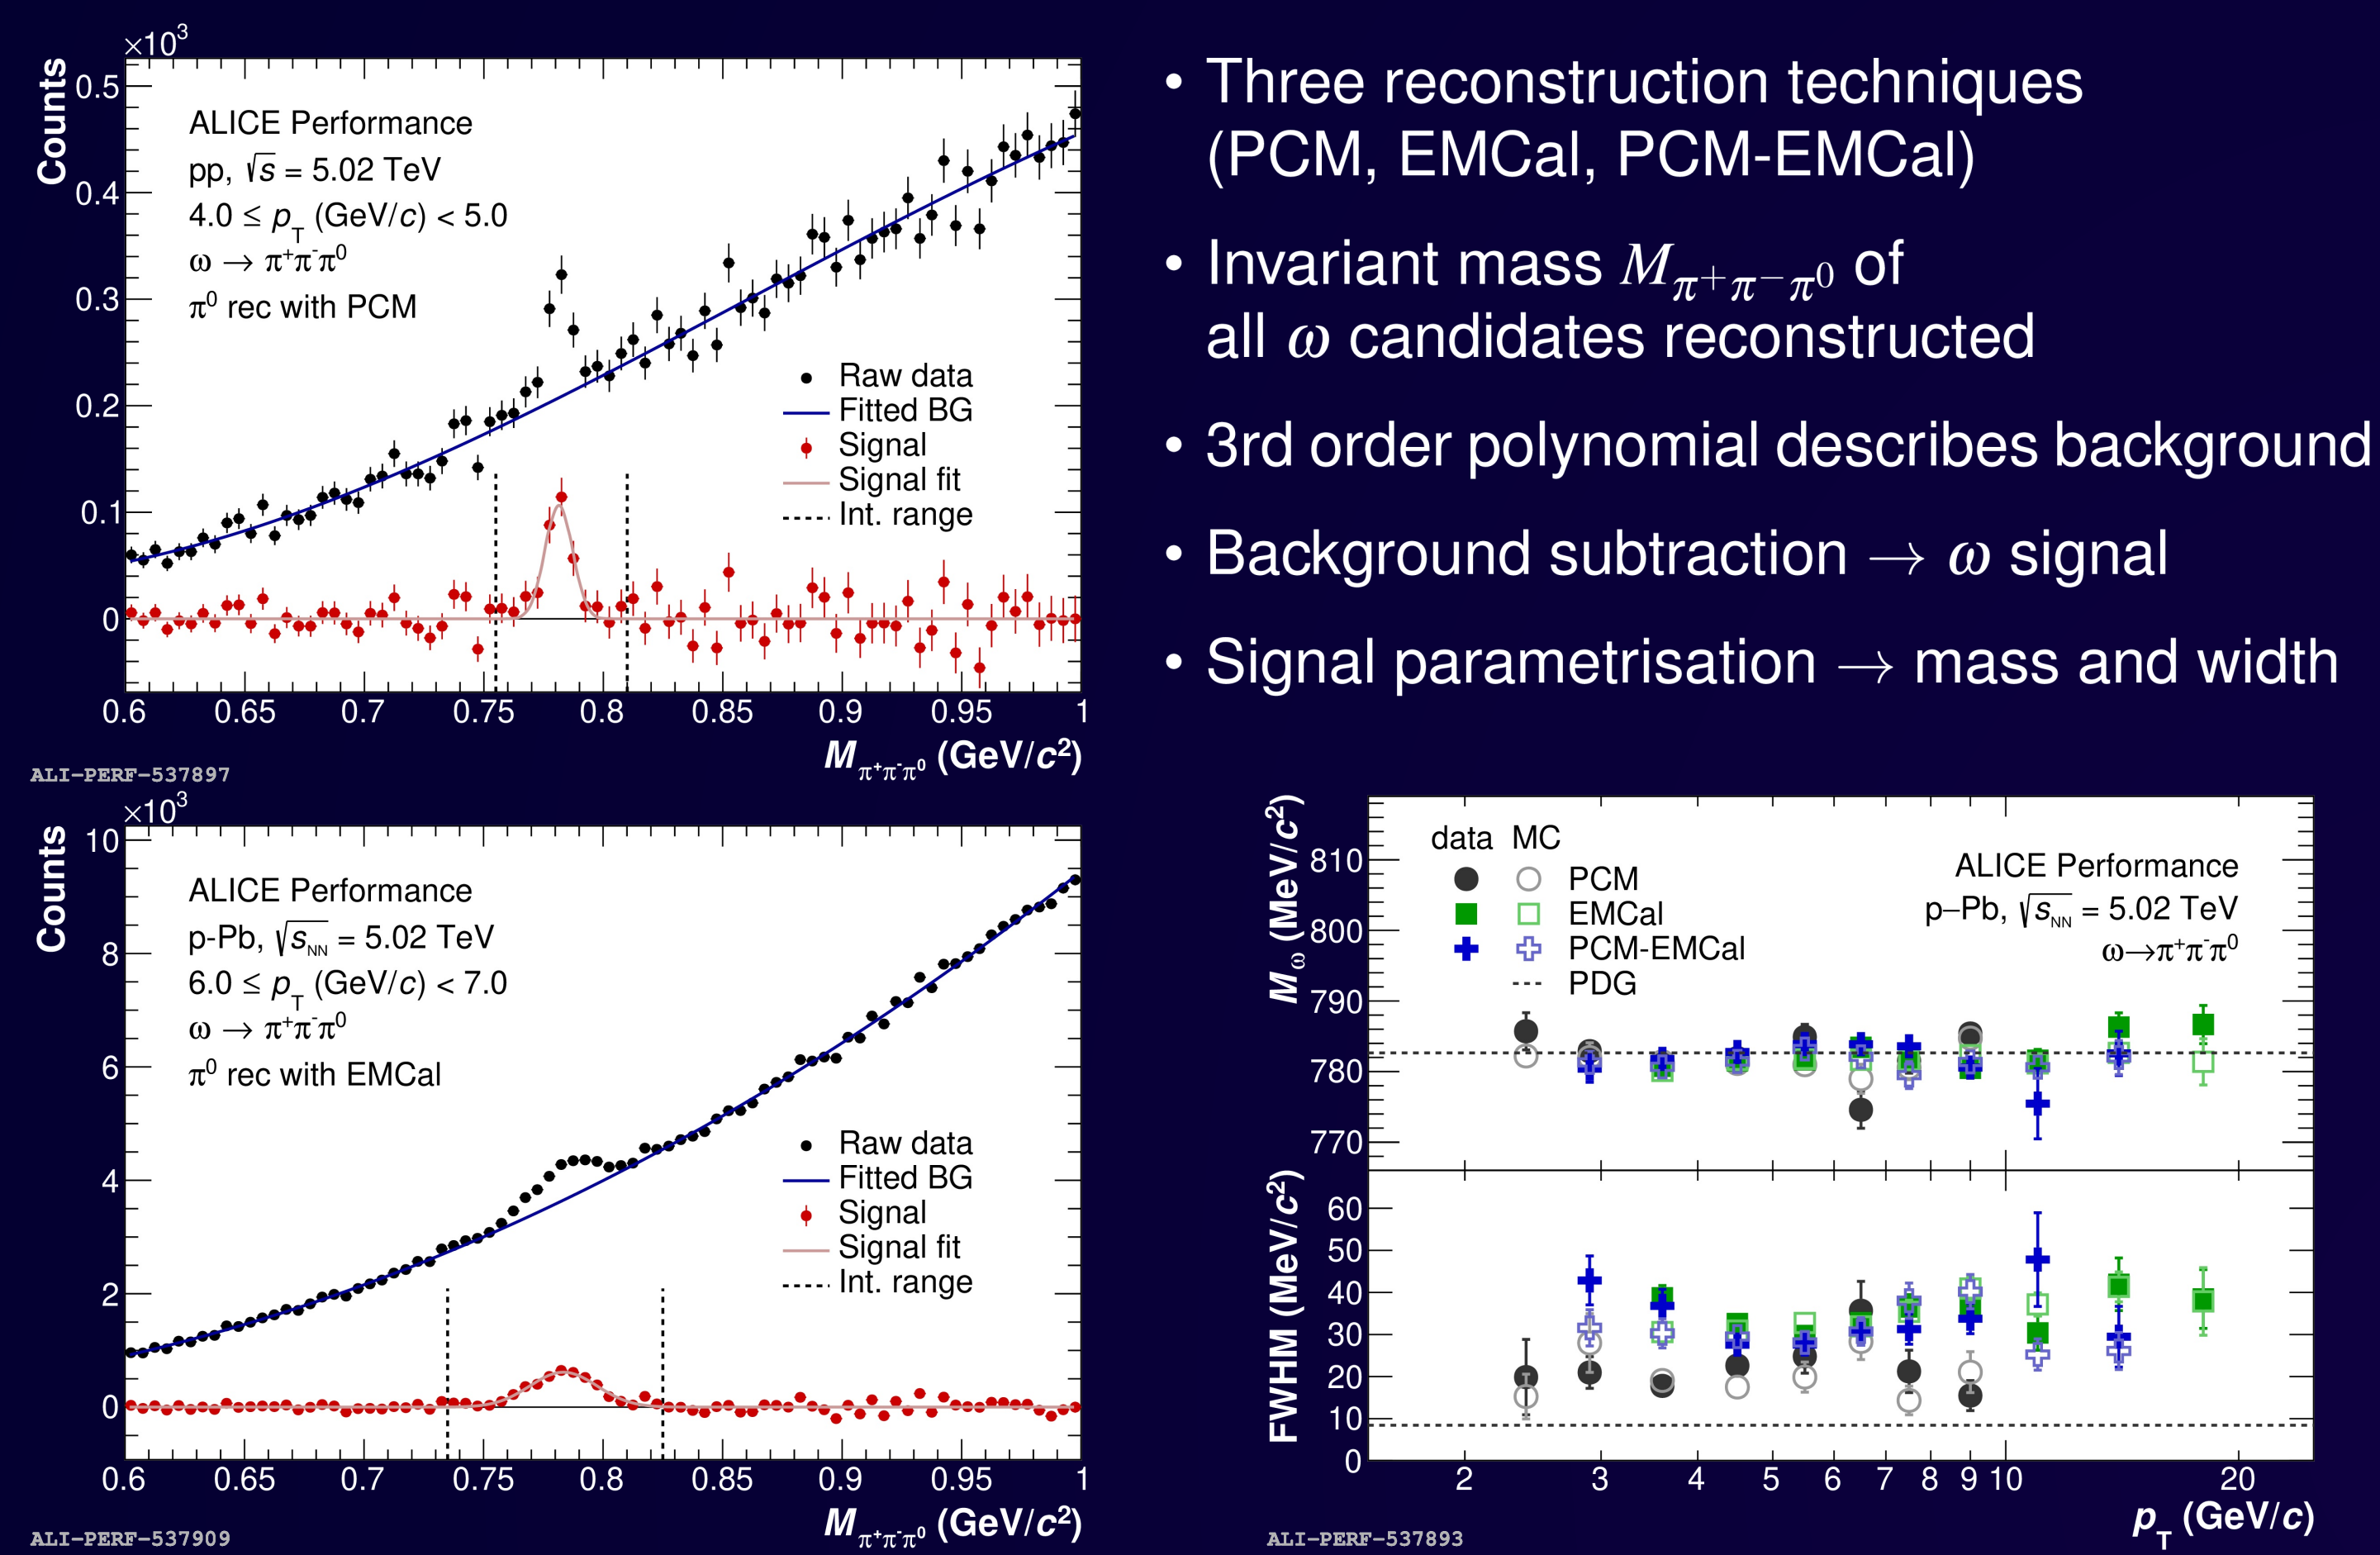 ×10³
Counts
0.5
0.4
0.3
0.2
0.1
0
ALICE Performance
pp, √s = 5.02 TeV
4.0 ≤ p_T (GeV/c) < 5.0
ω → π⁺π⁻π⁰
π⁰ rec with PCM
Raw data
Fitted BG
Signal
Signal fit
Int. range
0.6 0.65 0.7 0.75 0.8 0.85 0.9 0.95 1
M_π⁺π⁻π⁰ (GeV/c²)
ALI-PERF-537897
• Three reconstruction techniques
(PCM, EMCal, PCM-EMCal)
• Invariant mass M_π⁺π⁻π⁰ of
all ω candidates reconstructed
• 3rd order polynomial describes background
• Background subtraction → ω signal
• Signal parametrisation → mass and width
×10³
Counts
10
8
6
4
2
0
ALICE Performance
p-Pb, √s_NN = 5.02 TeV
6.0 ≤ p_T (GeV/c) < 7.0
ω → π⁺π⁻π⁰
π⁰ rec with EMCal
Raw data
Fitted BG
Signal
Signal fit
Int. range
0.6 0.65 0.7 0.75 0.8 0.85 0.9 0.95 1
M_π⁺π⁻π⁰ (GeV/c²)
ALI-PERF-537909
M_ω (MeV/c²)
810
800
790
780
770
data MC
PCM
EMCal
PCM-EMCal
PDG
ALICE Performance
p–Pb, √s_NN = 5.02 TeV
ω→π⁺π⁻π⁰
FWHM (MeV/c²)
60
50
40
30
20
10
0
2 3 4 5 6 7 8 9 10 20
p_T (GeV/c)
ALI-PERF-537893